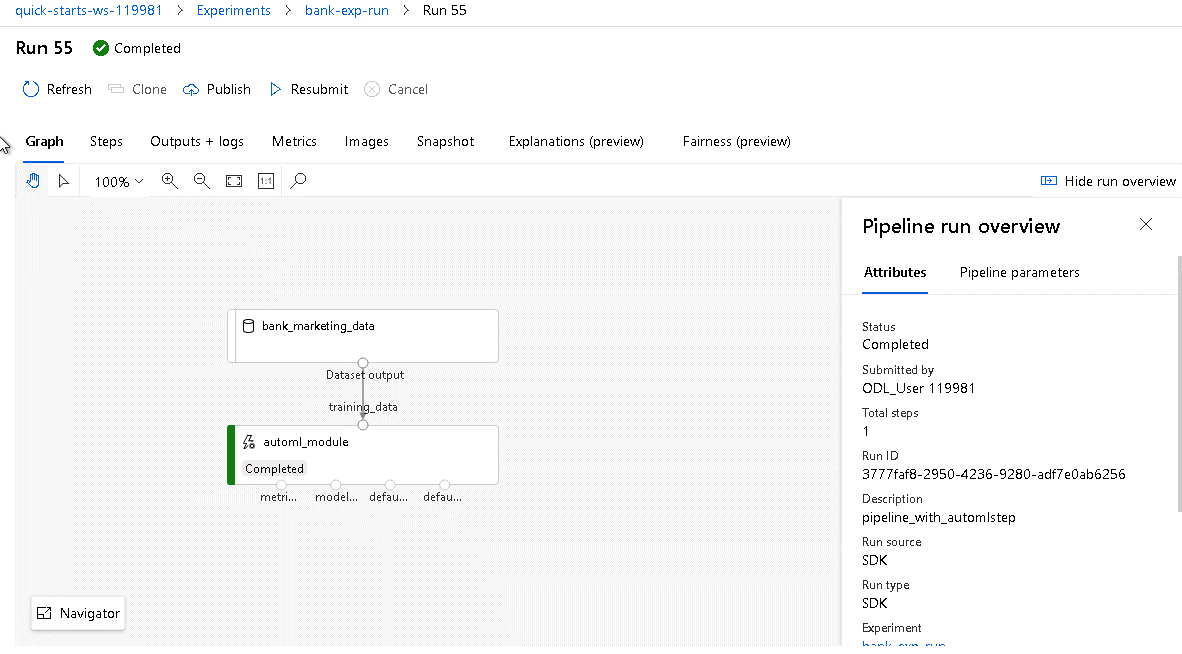 quick-starts-ws-119981 > Experiments > bank-exp-run > Run 55
Run 55 Completed
Refresh Clone Publish Resubmit Cancel
Graph Steps Outputs + logs Metrics Images Snapshot Explanations (preview) Fairness (preview)
100% 1:1 Hide run overview
bank_marketing_data
Dataset output
training_data
automl_module
Completed
metri... model... defau... defau...
Navigator
Pipeline run overview
Attributes Pipeline parameters
Status
Completed
Submitted by
ODL_User 119981
Total steps
1
Run ID
3777faf8-2950-4236-9280-adf7e0ab6256
Description
pipeline_with_automlstep
Run source
SDK
Run type
SDK
Experiment
bank-exp-run